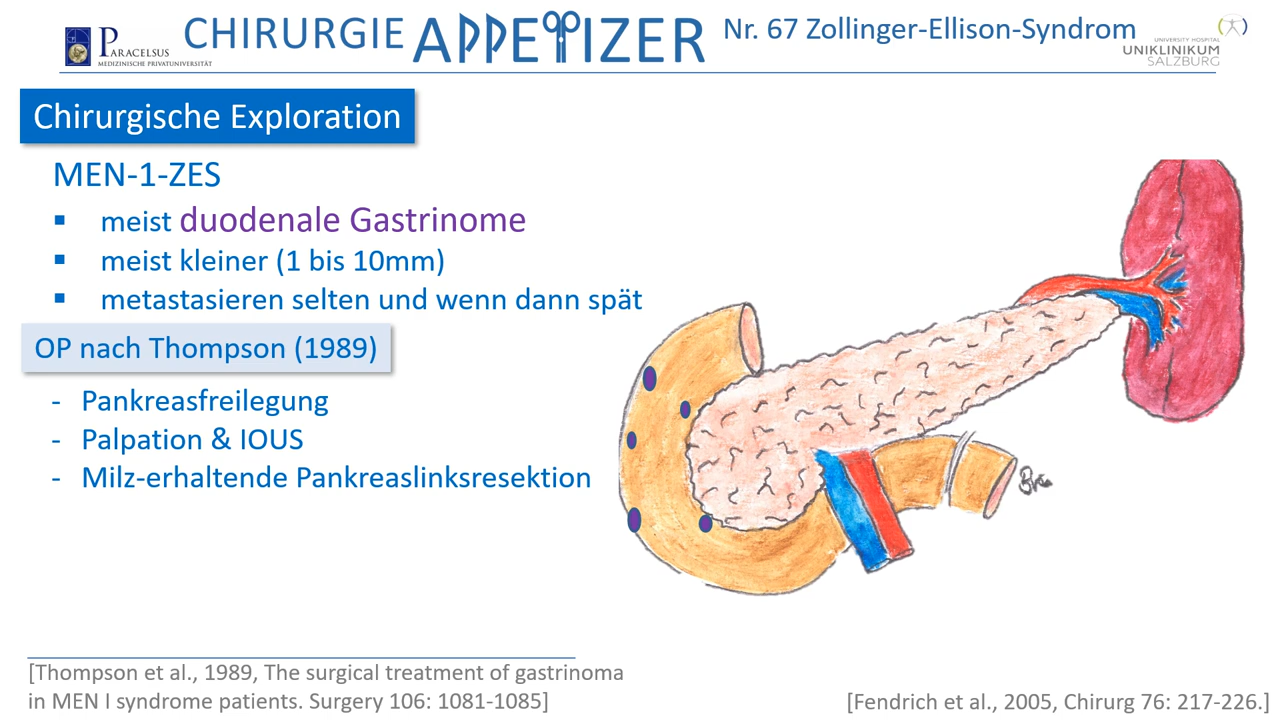 PARACELSUS
MEDIZINISCHE PRIVATUNIVERSITÄT
CHIRURGIE APPETIZER
Nr. 67 Zollinger-Ellison-Syndrom
UNIVERSITY HOSPITAL
UNIKLINIKUM
SALZBURG
Chirurgische Exploration
MEN-1-ZES
▪ meist duodenale Gastrinome
▪ meist kleiner (1 bis 10mm)
▪ metastasieren selten und wenn dann spät
OP nach Thompson (1989)
- Pankreasfreilegung
- Palpation & IOUS
- Milz-erhaltende Pankreaslinksresektion
[Thompson et al., 1989, The surgical treatment of gastrinoma
in MEN I syndrome patients. Surgery 106: 1081-1085]
[Fendrich et al., 2005, Chirurg 76: 217-226.]